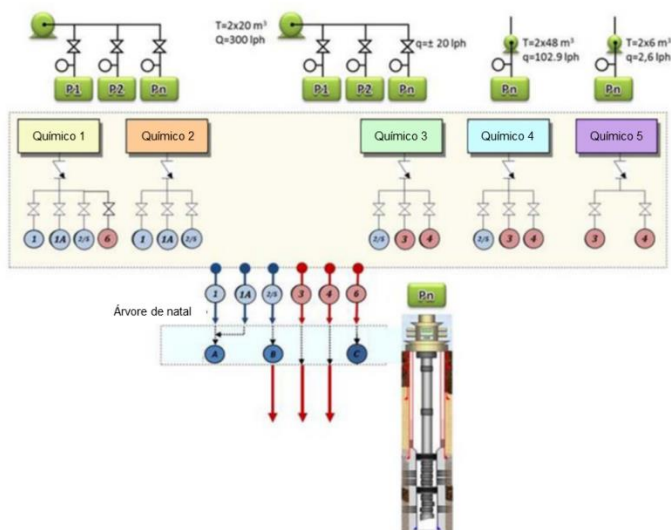 T=2x20 m³
Q=300 lph
q=± 20 lph
T=2x48 m³
q=102.9 lph
T=2x6 m³
q=2,6 lph
P1 P2 Pn
P1 P2 Pn
Pn
Pn
Químico 1
Químico 2
Químico 3
Químico 4
Químico 5
1 1A 2/5 6
1 1A 2/5
2/5 3 4
2/5 3 4
3 4
1 1A 2/5 3 4 6
Pn
Árvore de natal
A B C